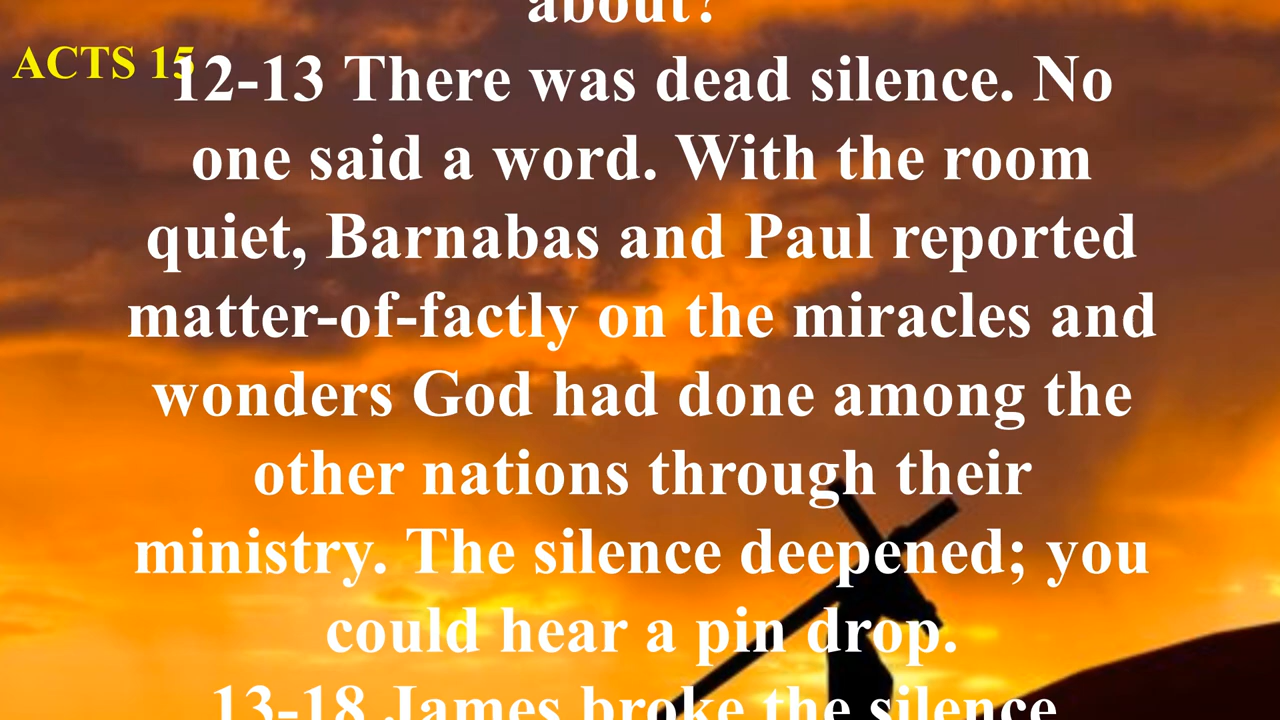 about?
ACTS 15
12-13 There was dead silence. No
one said a word. With the room
quiet, Barnabas and Paul reported
matter-of-factly on the miracles and
wonders God had done among the
other nations through their
ministry. The silence deepened; you
could hear a pin drop.
13-18 James broke the silence.